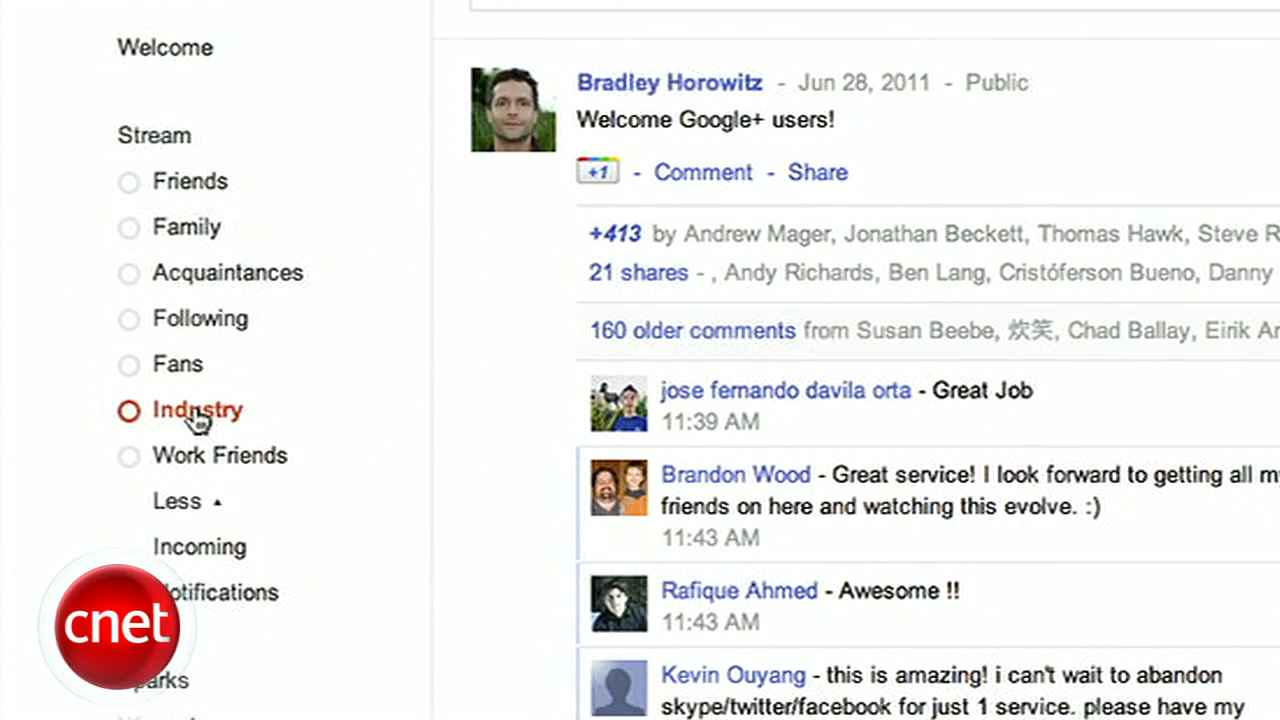 Welcome
Stream
Friends
Family
Acquaintances
Following
Fans
Industry
Work Friends
Less
Incoming
Notifications
cnet
Bradley Horowitz - Jun 28, 2011 - Public
Welcome Google+ users!
+1 - Comment - Share
+413 by Andrew Mager, Jonathan Beckett, Thomas Hawk, Steve R
21 shares - , Andy Richards, Ben Lang, Cristóferson Bueno, Danny
160 older comments from Susan Beebe, 炊笑, Chad Ballay, Eirik Ar
jose fernando davila orta - Great Job
11:39 AM
Brandon Wood - Great service! I look forward to getting all my
friends on here and watching this evolve. :)
11:43 AM
Rafique Ahmed - Awesome !!
11:43 AM
Kevin Ouyang - this is amazing! i can't wait to abandon
skype/twitter/facebook for just 1 service. please have my